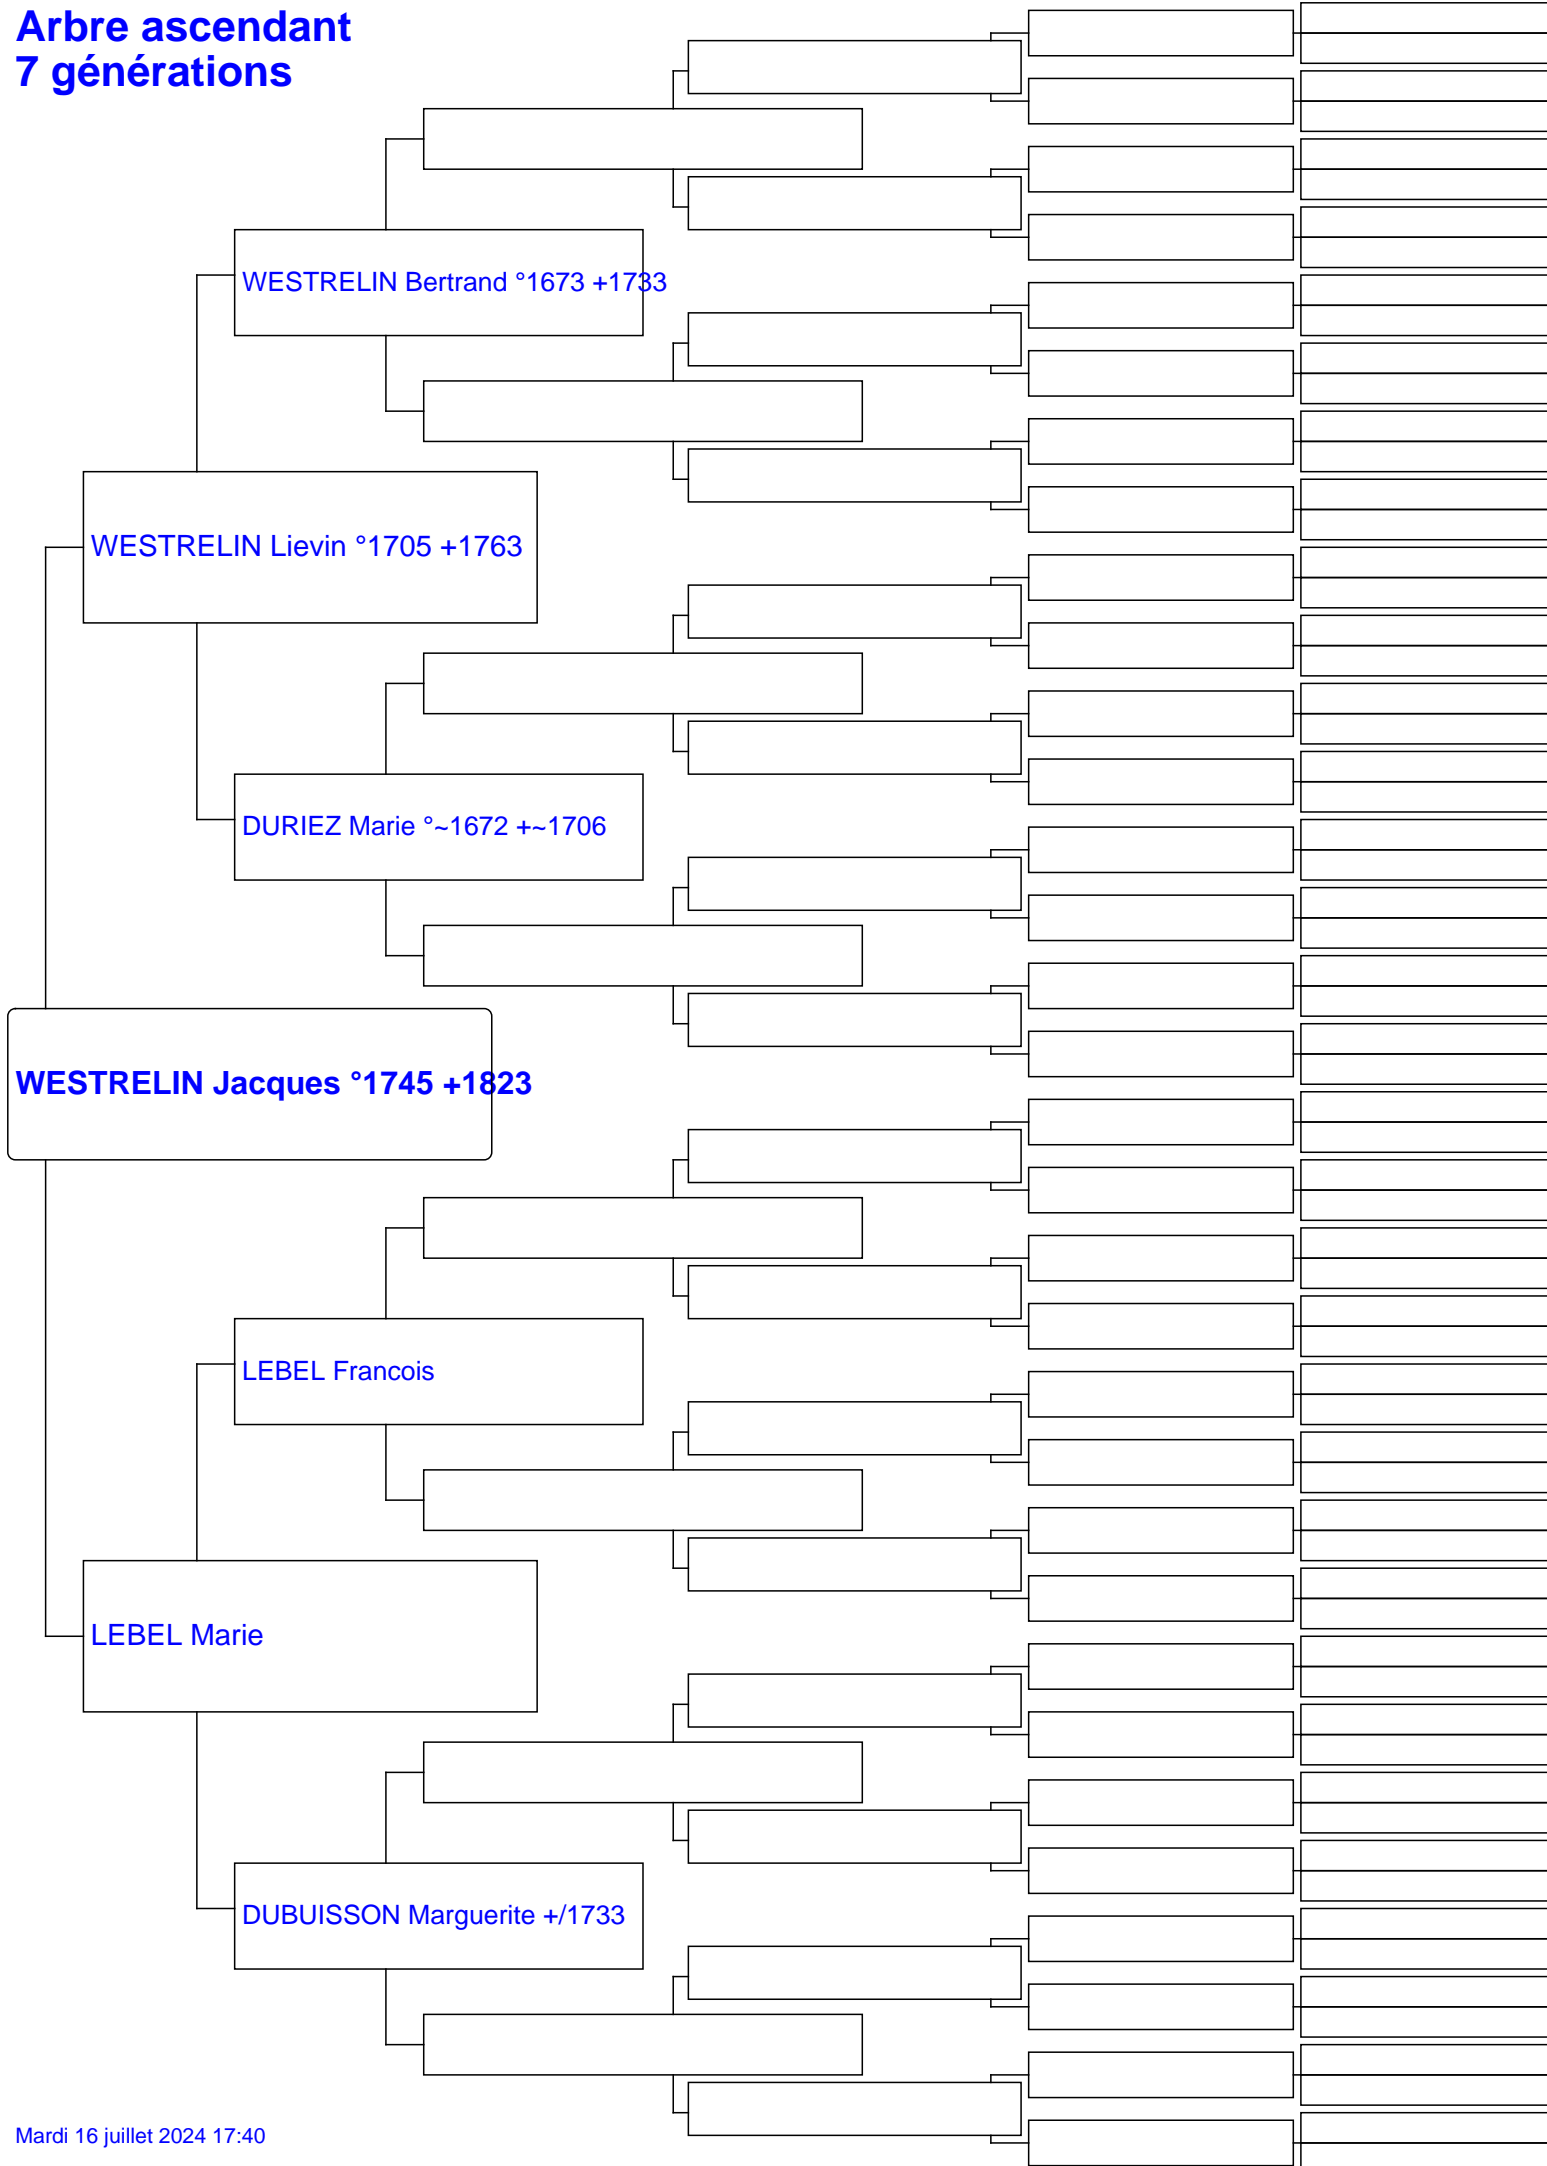 Arbre ascendant
7 générations
WESTRELIN Bertrand °1673 +1733
WESTRELIN Lievin °1705 +1763
DURIEZ Marie °~1672 +~1706
WESTRELIN Jacques °1745 +1823
LEBEL Francois
LEBEL Marie
DUBUISSON Marguerite +/1733
Mardi 16 juillet 2024 17:40